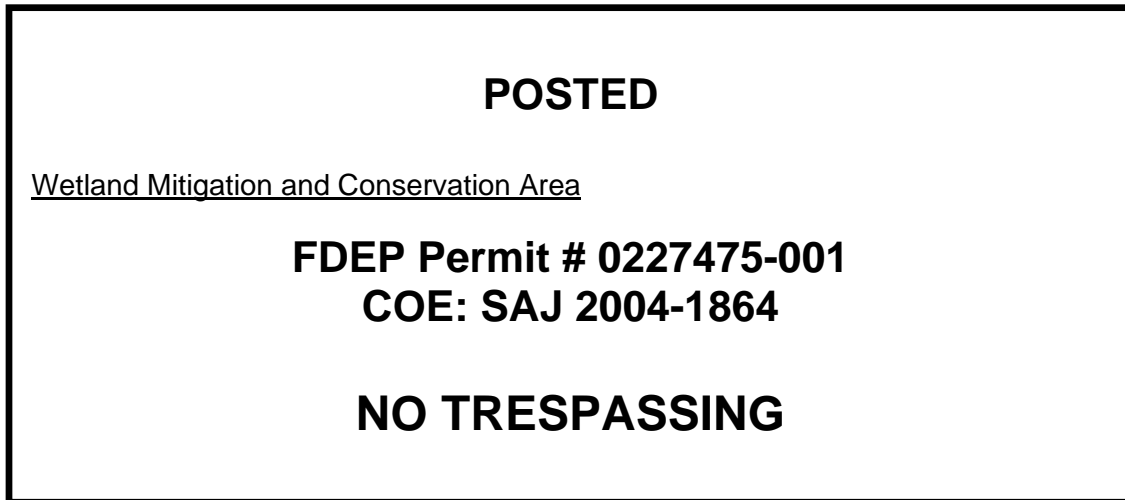 POSTED
Wetland Mitigation and Conservation Area
FDEP Permit # 0227475-001
COE: SAJ 2004-1864
NO TRESPASSING